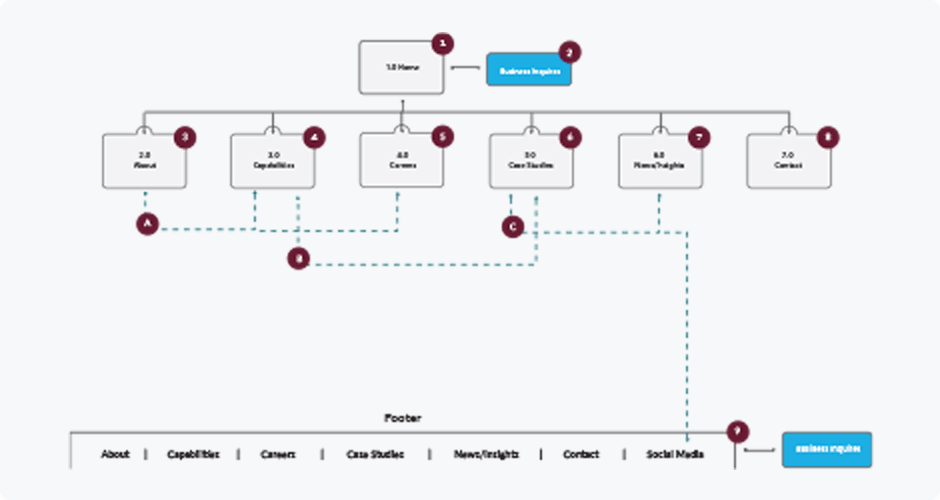 1
1.0 Home
2
Business Inquires
3
2.0
About
4
3.0
Capabilities
5
4.0
Careers
6
5.0
Case Studies
7
6.0
News/Insights
8
7.0
Contact
A
B
C
Footer
9
About | Capabilities | Careers | Case Studies | News/Insights | Contact | Social Media
Business Inquires